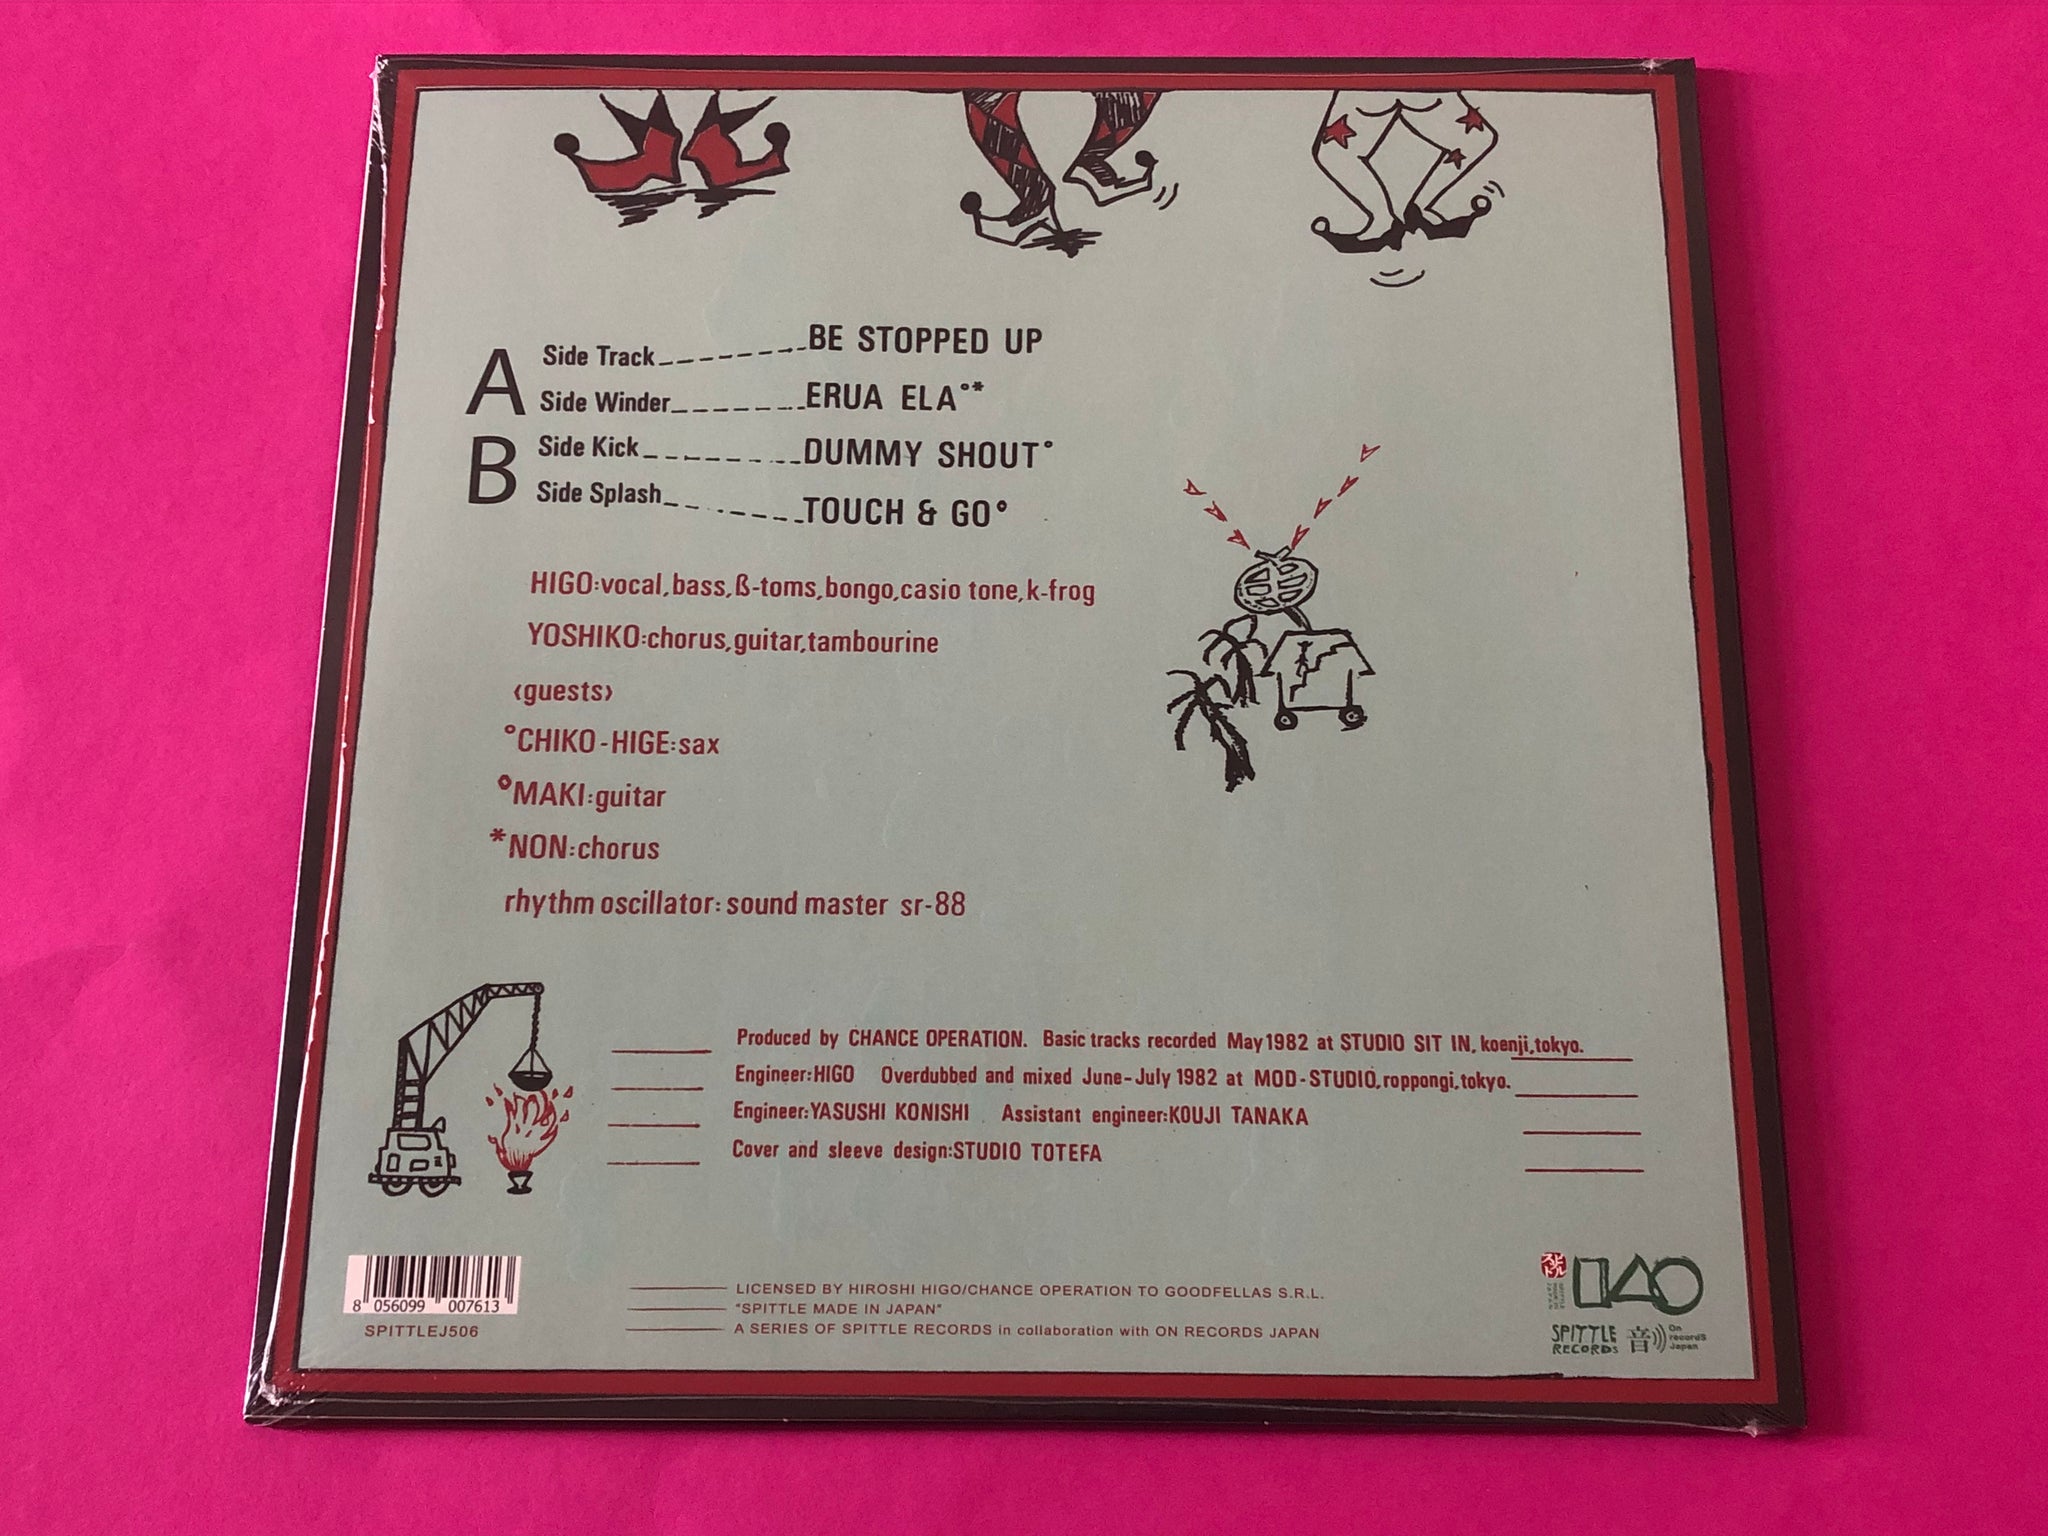 A
Side Track BE STOPPED UP
Side Winder ERUA ELA°*
B
Side Kick DUMMY SHOUT°
Side Splash TOUCH & GO°
HIGO:vocal,bass,ß-toms,bongo,casio tone,k-frog
YOSHIKO:chorus,guitar,tambourine
‹guests›
°CHIKO-HIGE:sax
°MAKI:guitar
*NON:chorus
rhythm oscillator: sound master sr-88
Produced by CHANCE OPERATION. Basic tracks recorded May 1982 at STUDIO SIT IN, koenji,tokyo.
Engineer:HIGO Overdubbed and mixed June-July 1982 at MOD-STUDIO,roppongi,tokyo.
Engineer:YASUSHI KONISHI Assistant engineer:KOUJI TANAKA
Cover and sleeve design:STUDIO TOTEFA
8 056099 007613
SPITTLEJ506
LICENSED BY HIROSHI HIGO/CHANCE OPERATION TO GOODFELLAS S.R.L.
"SPITTLE MADE IN JAPAN"
A SERIES OF SPITTLE RECORDS in collaboration with ON RECORDS JAPAN
SPITTLE
RECORDS
音
On
recordS
Japan